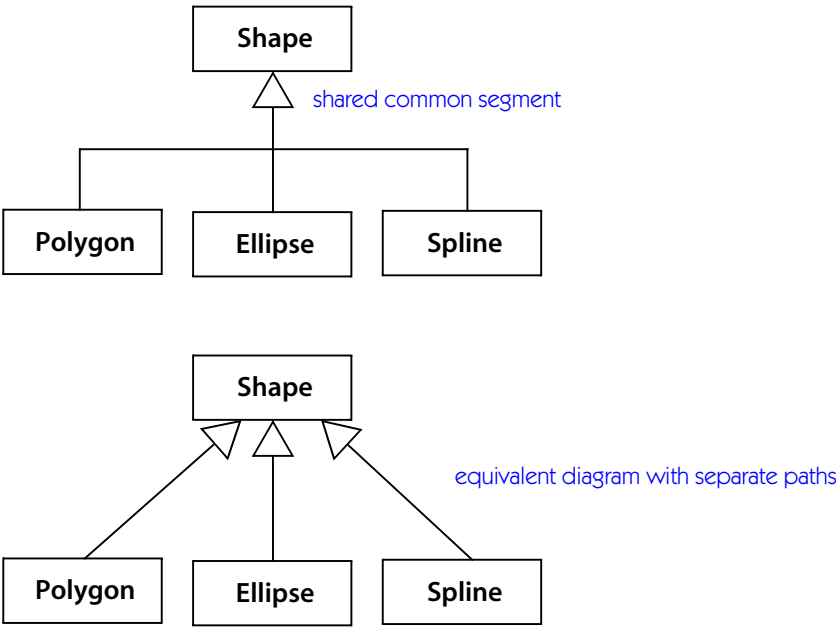 Shape
shared common segment
Polygon
Ellipse
Spline
Shape
equivalent diagram with separate paths
Polygon
Ellipse
Spline